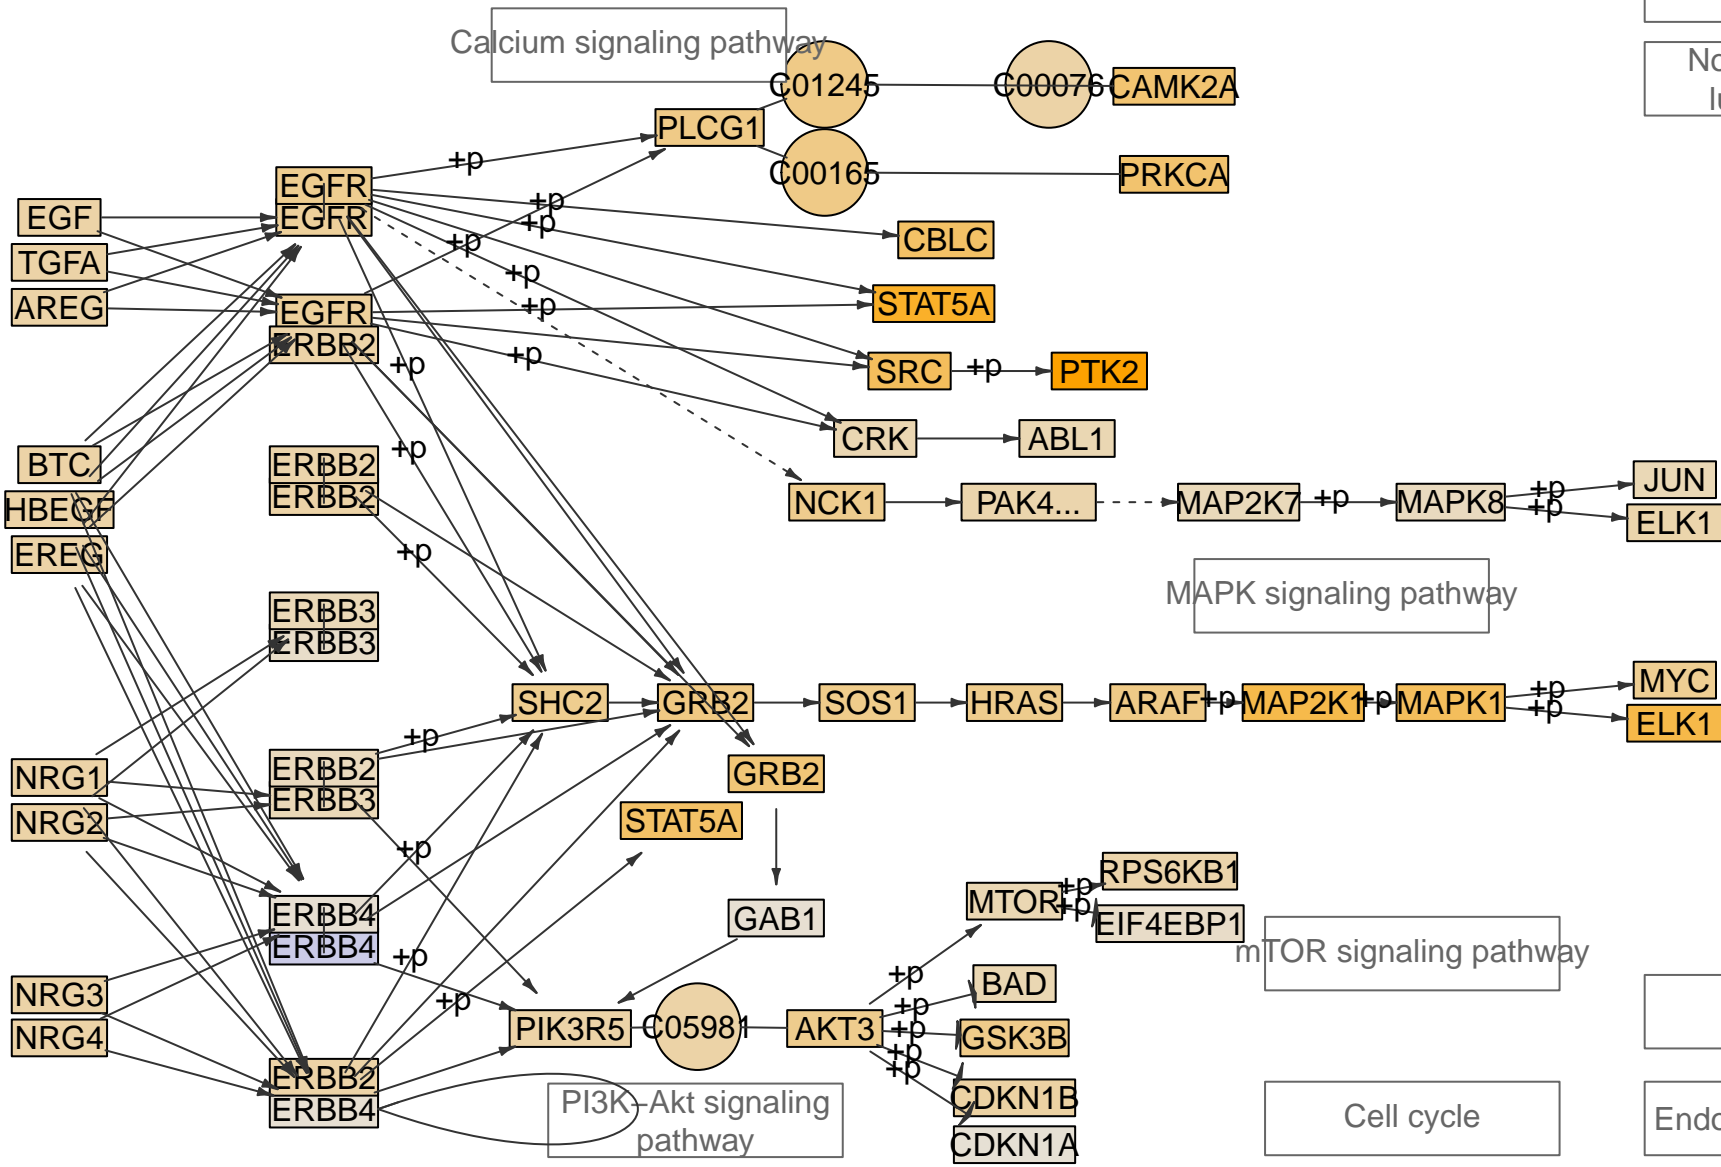 Calcium signaling pathway
No
lu
C01245
C00076
CAMK2A
PLCG1
C00165
PRKCA
+p
EGFR
EGFR
EGF
TGFA
AREG
+p
+p
+p
+p
CBLC
EGFR
ERBB2
+p
STAT5A
+p
+p
SRC
+p
PTK2
CRK
ABL1
BTC
HBEGF
EREG
ERBB2
ERBB2
+p
+p
NCK1
PAK4...
MAP2K7
+p
MAPK8
+p
+p
JUN
ELK1
MAPK signaling pathway
ERBB3
ERBB3
SHC2
GRB2
SOS1
HRAS
ARAF
+p
MAP2K1
+p
MAPK1
+p
+p
MYC
ELK1
NRG1
NRG2
ERBB2
ERBB3
+p
GRB2
STAT5A
+p
ERBB4
ERBB4
+p
GAB1
MTOR
+p
+p
RPS6KB1
EIF4EBP1
mTOR signaling pathway
NRG3
NRG4
+p
PIK3R5
C05981
AKT3
+p
+p
+p
+p
+p
BAD
GSK3B
CDKN1B
CDKN1A
ERBB2
ERBB4
PI3K–Akt signaling
pathway
Cell cycle
Endo